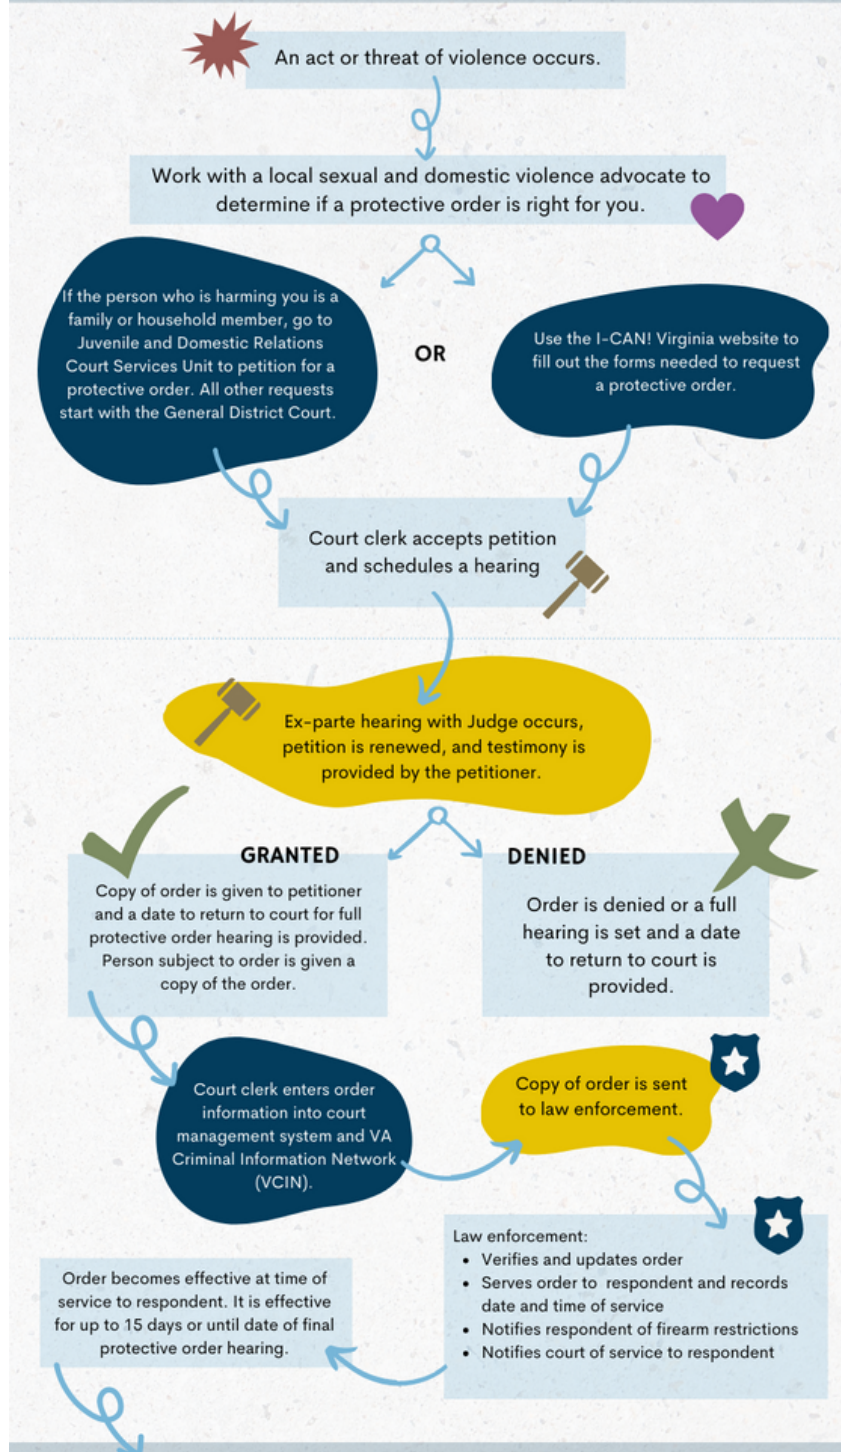 An act or threat of violence occurs.
Work with a local sexual and domestic violence advocate to
determine if a protective order is right for you.
If the person who is harming you is a
family or household member, go to
Juvenile and Domestic Relations
Court Services Unit to petition for a
protective order. All other requests
start with the General District Court.
OR
Use the I-CAN! Virginia website to
fill out the forms needed to request
a protective order.
Court clerk accepts petition
and schedules a hearing
Ex-parte hearing with Judge occurs,
petition is renewed, and testimony is
provided by the petitioner.
GRANTED
Copy of order is given to petitioner
and a date to return to court for full
protective order hearing is provided.
Person subject to order is given a
copy of the order.
DENIED
Order is denied or a full
hearing is set and a date
to return to court is
provided.
Court clerk enters order
information into court
management system and VA
Criminal Information Network
(VCIN).
Copy of order is sent
to law enforcement.
Law enforcement:
• Verifies and updates order
• Serves order to respondent and records
date and time of service
• Notifies respondent of firearm restrictions
• Notifies court of service to respondent
Order becomes effective at time of
service to respondent. It is effective
for up to 15 days or until date of final
protective order hearing.